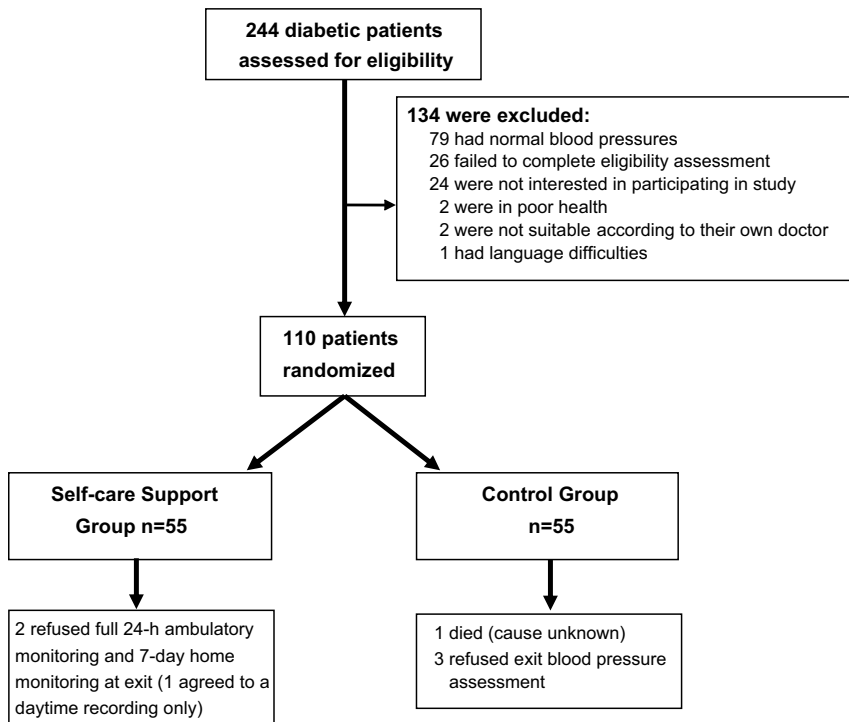 244 diabetic patients
assessed for eligibility
134 were excluded:
79 had normal blood pressures
26 failed to complete eligibility assessment
24 were not interested in participating in study
2 were in poor health
2 were not suitable according to their own doctor
1 had language difficulties
110 patients
randomized
Self-care Support
Group n=55
Control Group
n=55
2 refused full 24-h ambulatory
monitoring and 7-day home
monitoring at exit (1 agreed to a
daytime recording only)
1 died (cause unknown)
3 refused exit blood pressure
assessment